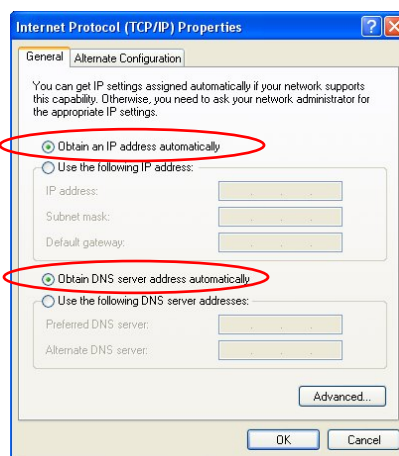 Internet Protocol (TCP/IP) Properties
General
Alternate Configuration
You can get IP settings assigned automatically if your network supports
this capability. Otherwise, you need to ask your network administrator for
the appropriate IP settings.
Obtain an IP address automatically
Use the following IP address:
IP address:
Subnet mask:
Default gateway:
Obtain DNS server address automatically
Use the following DNS server addresses:
Preferred DNS server:
Alternate DNS server:
Advanced...
OK
Cancel